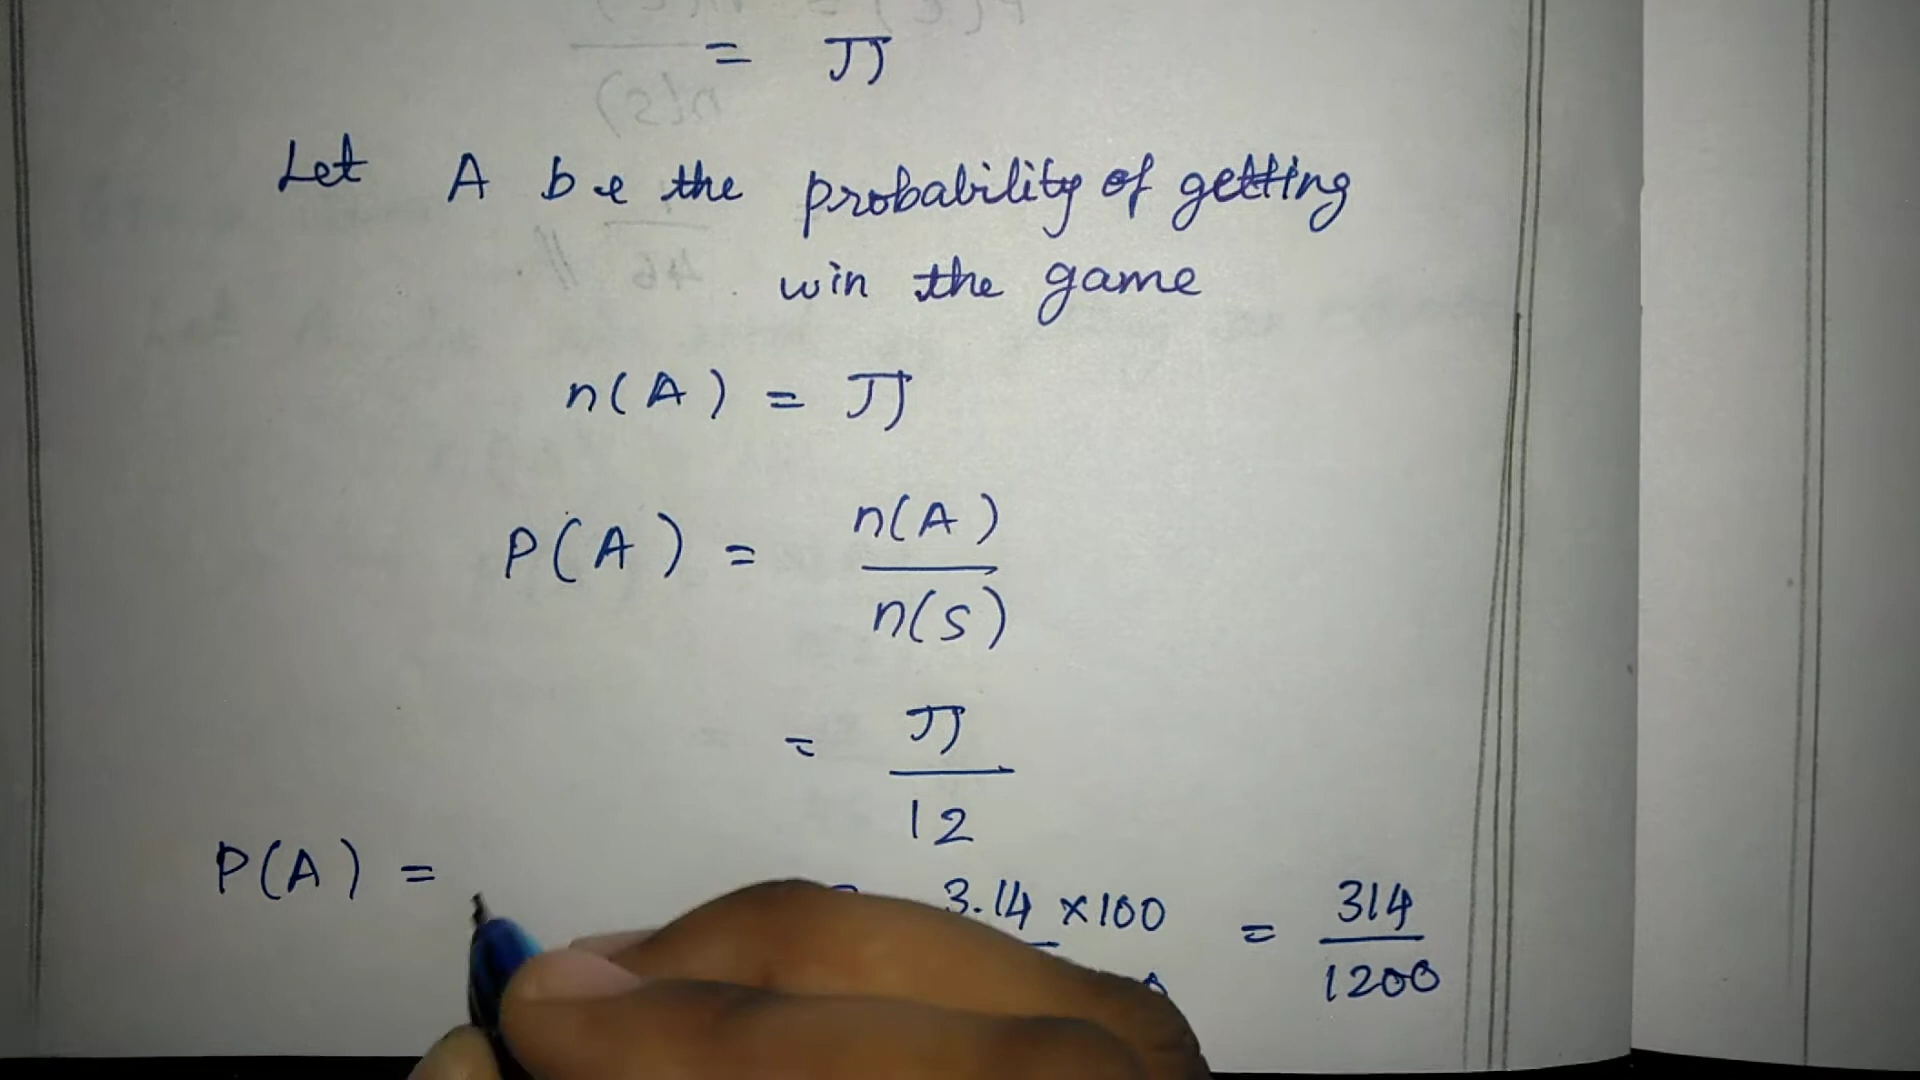 = π
Let A be the probability of getting
win the game
n(A) = π
P(A) = n(A)
n(S)
= π
12
P(A) =
3.14 × 100 = 314
1200